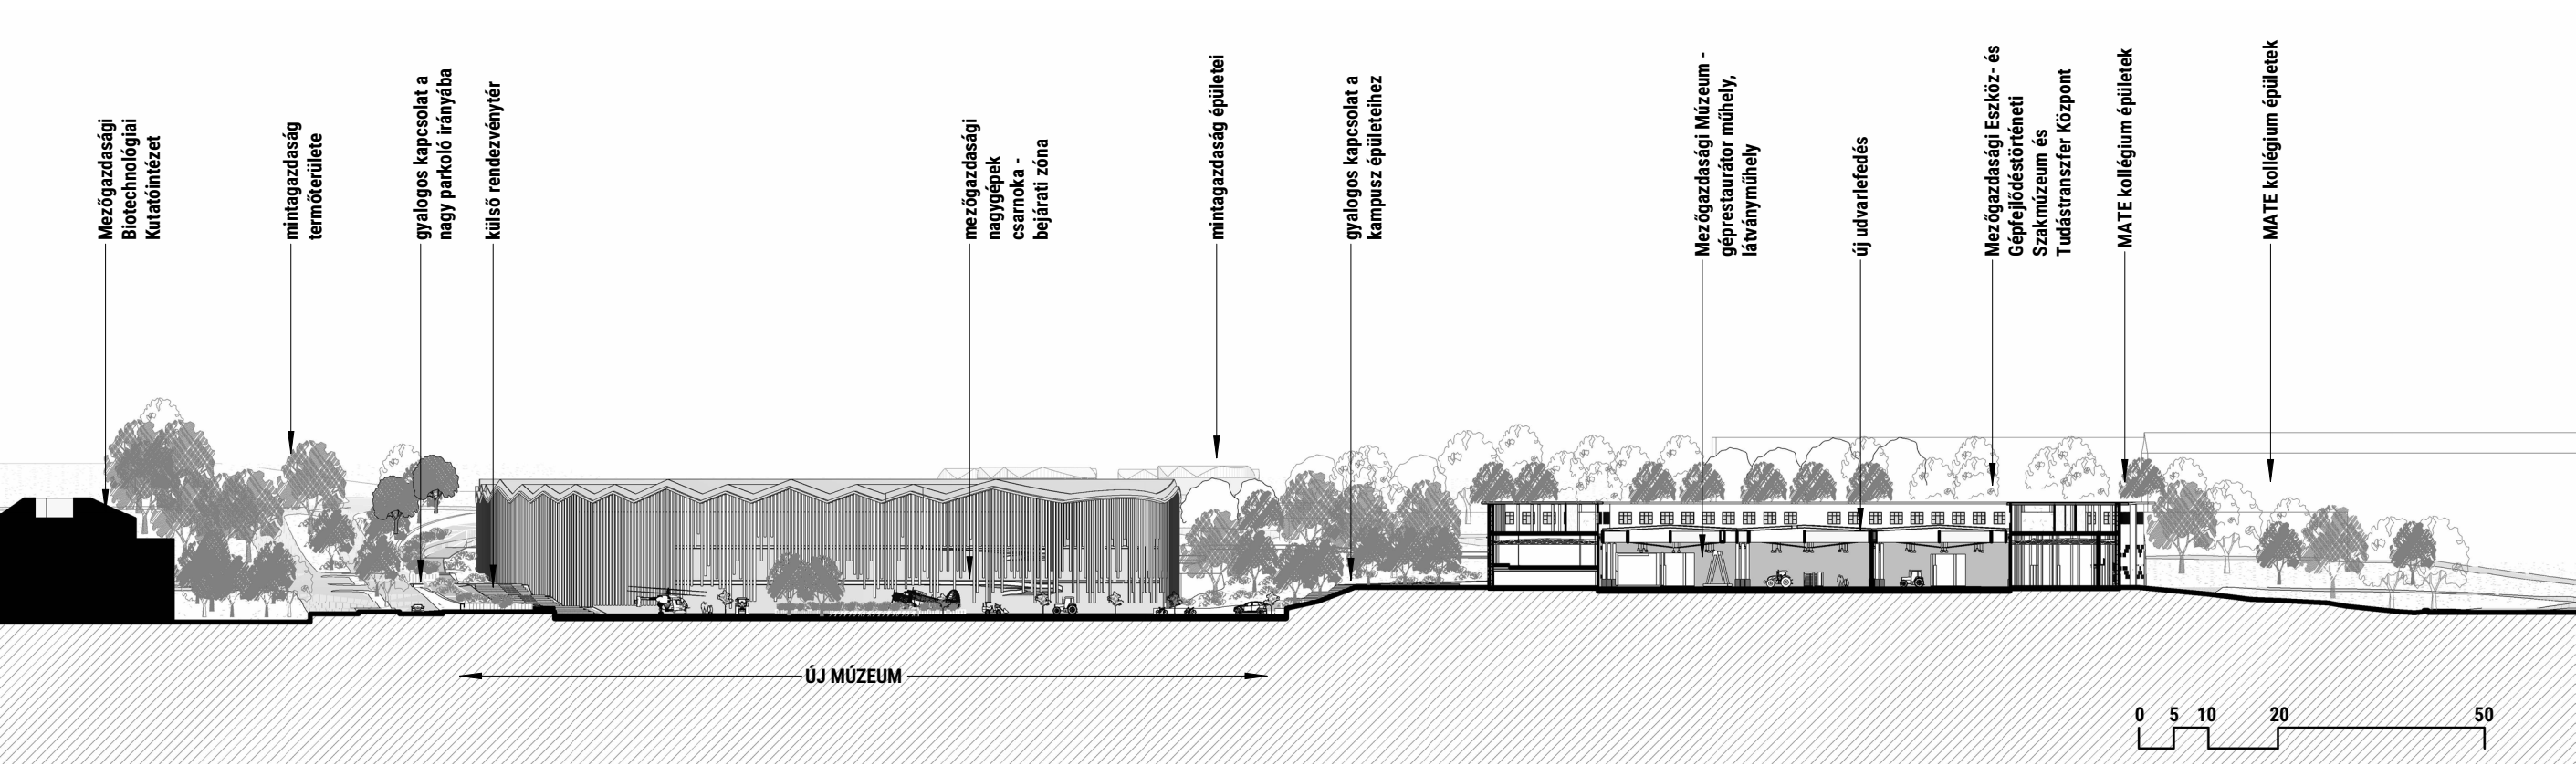 Mezőgazdasági
Biotechnológiai
Kutatóintézet
mintagazdaság
termőterülete
gyalogos kapcsolat a
nagy parkoló irányába
külső rendezvénytér
mezőgazdasági
nagygépek
csarnoka -
bejárati zóna
mintagazdaság épületei
gyalogos kapcsolat a
kampusz épületeihez
Mezőgazdasági Múzeum -
géprestaurátor műhely,
látványműhely
új udvarlefedés
Mezőgazdasági Eszköz- és
Gépfejlődéstörténeti
Szakmúzeum és
Tudástranszfer Központ
MATE kollégium épületek
MATE kollégium épületek
ÚJ MÚZEUM
0 5 10 20 50